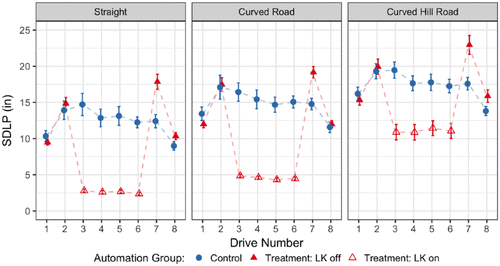 Straight
Curved Road
Curved Hill Road
SDLP (in)
25
20
15
10
5
0
1 2 3 4 5 6 7 8
1 2 3 4 5 6 7 8
1 2 3 4 5 6 7 8
Drive Number
Automation Group: Control Treatment: LK off Treatment: LK on